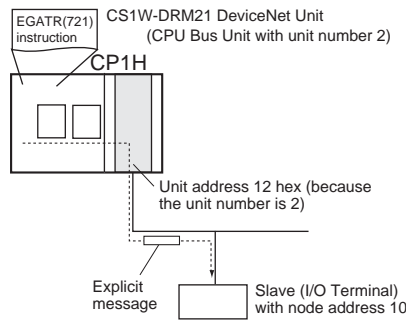 EGATR(721)
instruction
CS1W-DRM21 DeviceNet Unit
(CPU Bus Unit with unit number 2)
CP1H
Unit address 12 hex (because
the unit number is 2)
Explicit
message
Slave (I/O Terminal)
with node address 10